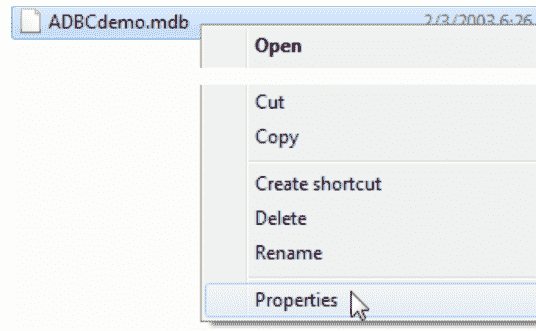 ADBCdemo.mdb 2/3/2003 6:26
Open
Cut
Copy
Create shortcut
Delete
Rename
Properties